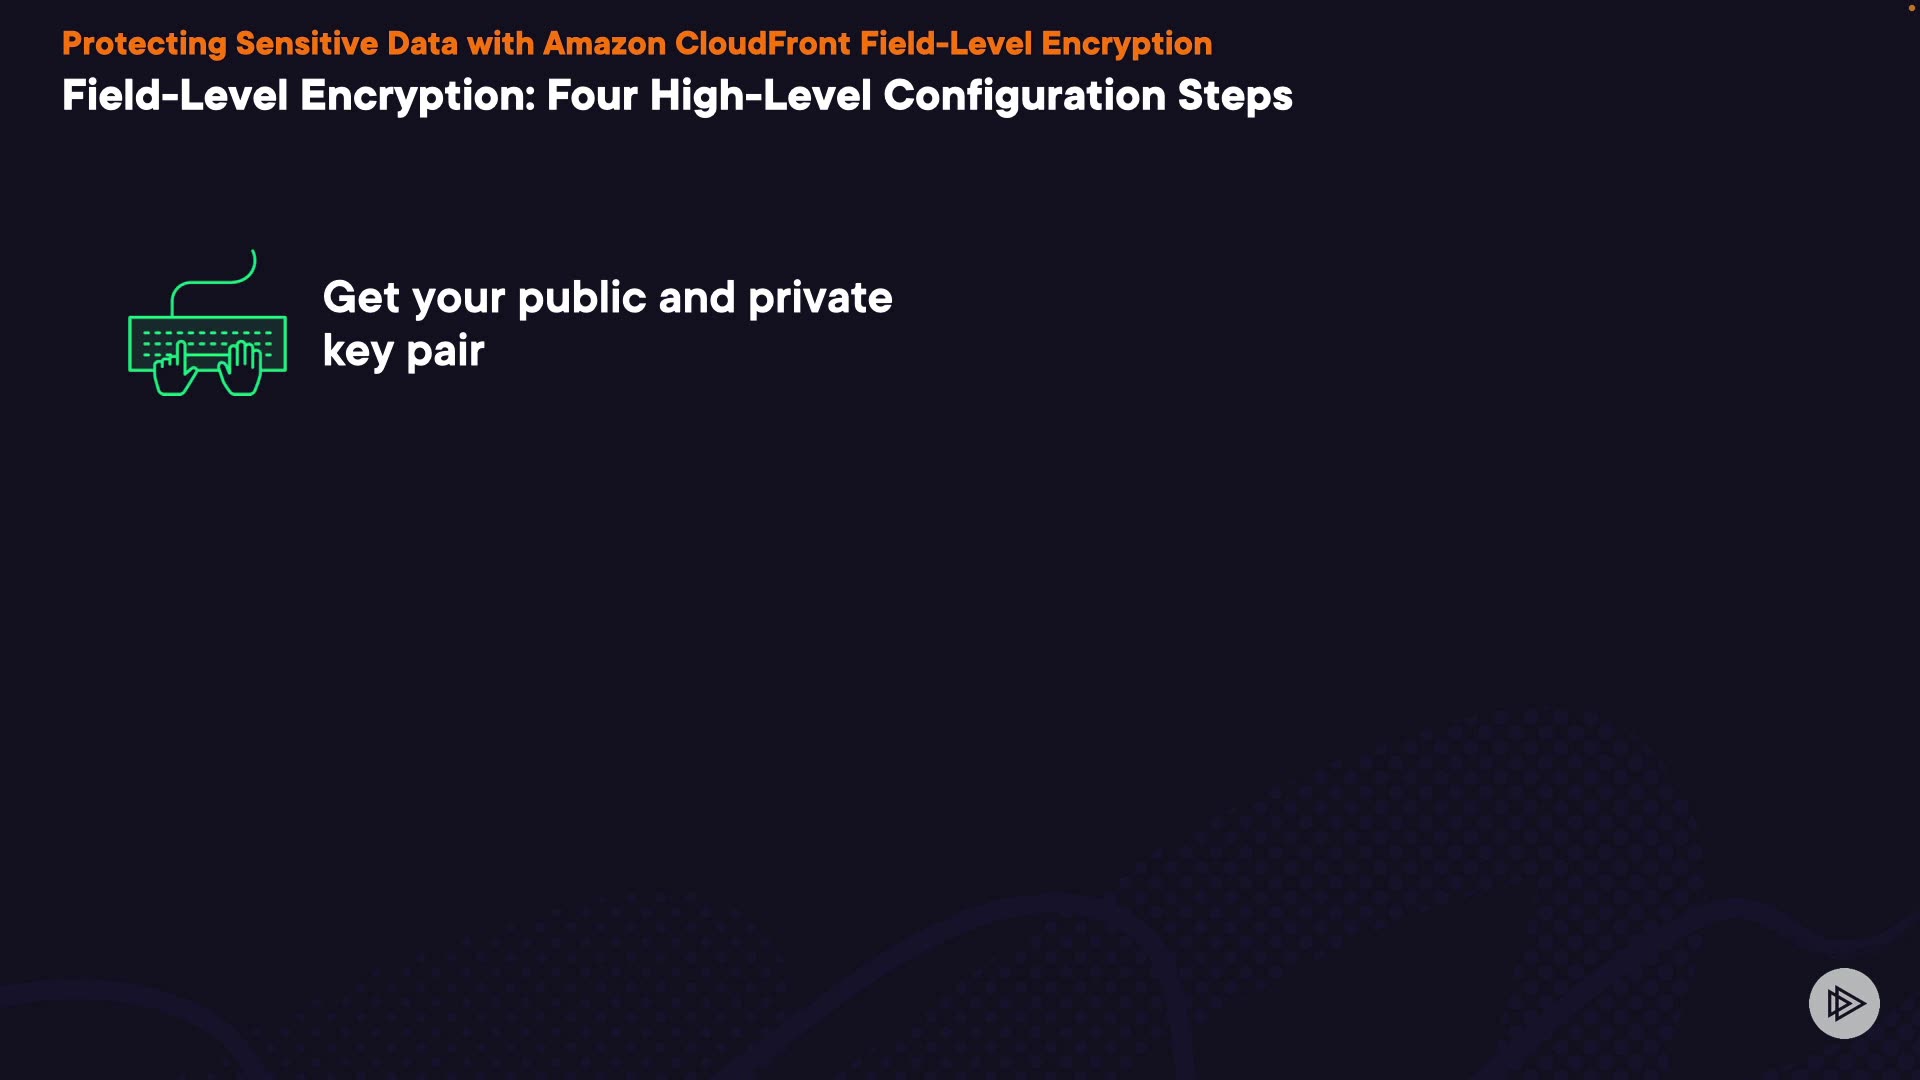 Protecting Sensitive Data with Amazon CloudFront Field-Level Encryption
Field-Level Encryption: Four High-Level Configuration Steps
Get your public and private
key pair